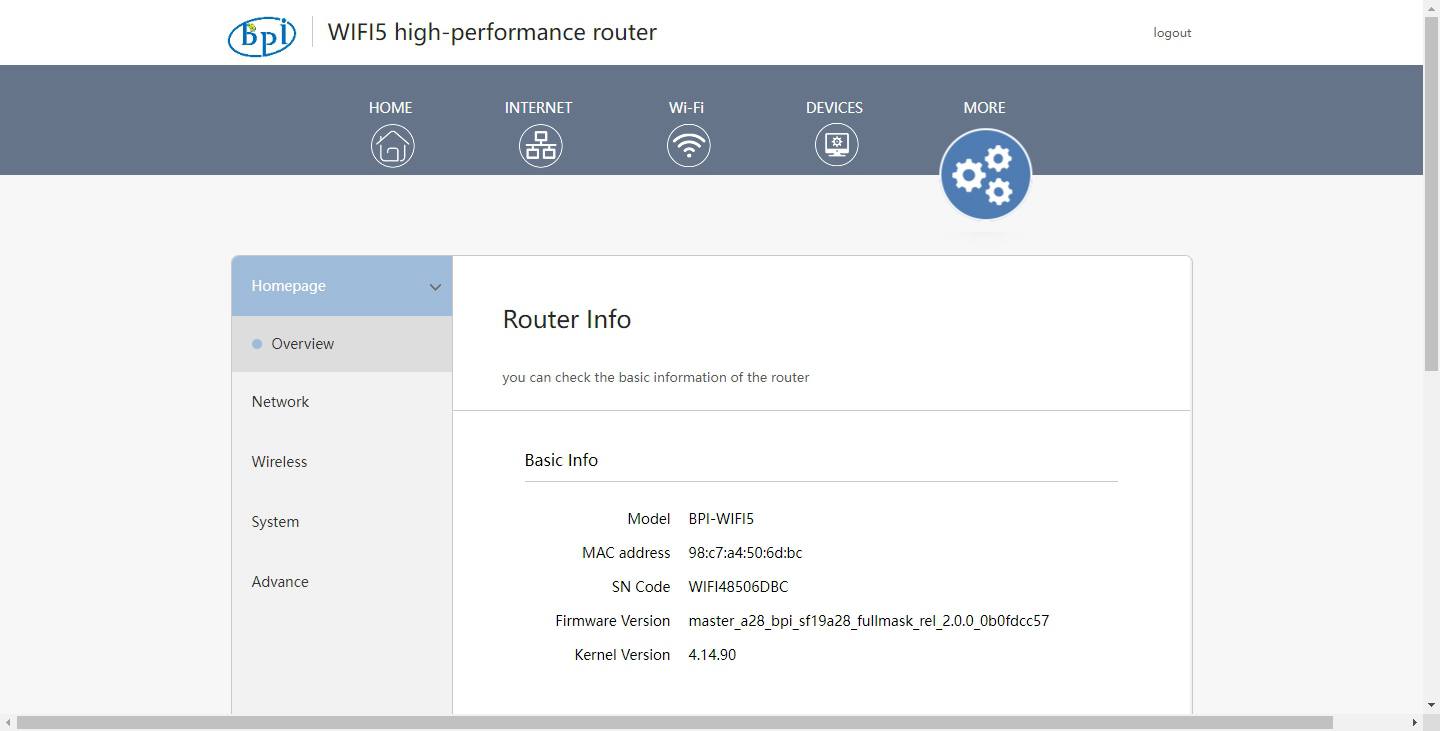 Bpi WIFI5 high-performance router logout
HOME INTERNET Wi-Fi DEVICES MORE
Homepage
Overview
Network
Wireless
System
Advance
Router Info
you can check the basic information of the router
Basic Info
Model BPI-WIFI5
MAC address 98:c7:a4:50:6d:bc
SN Code WIFI48506DBC
Firmware Version master_a28_bpi_sf19a28_fullmask_rel_2.0.0_0b0fdcc57
Kernel Version 4.14.90